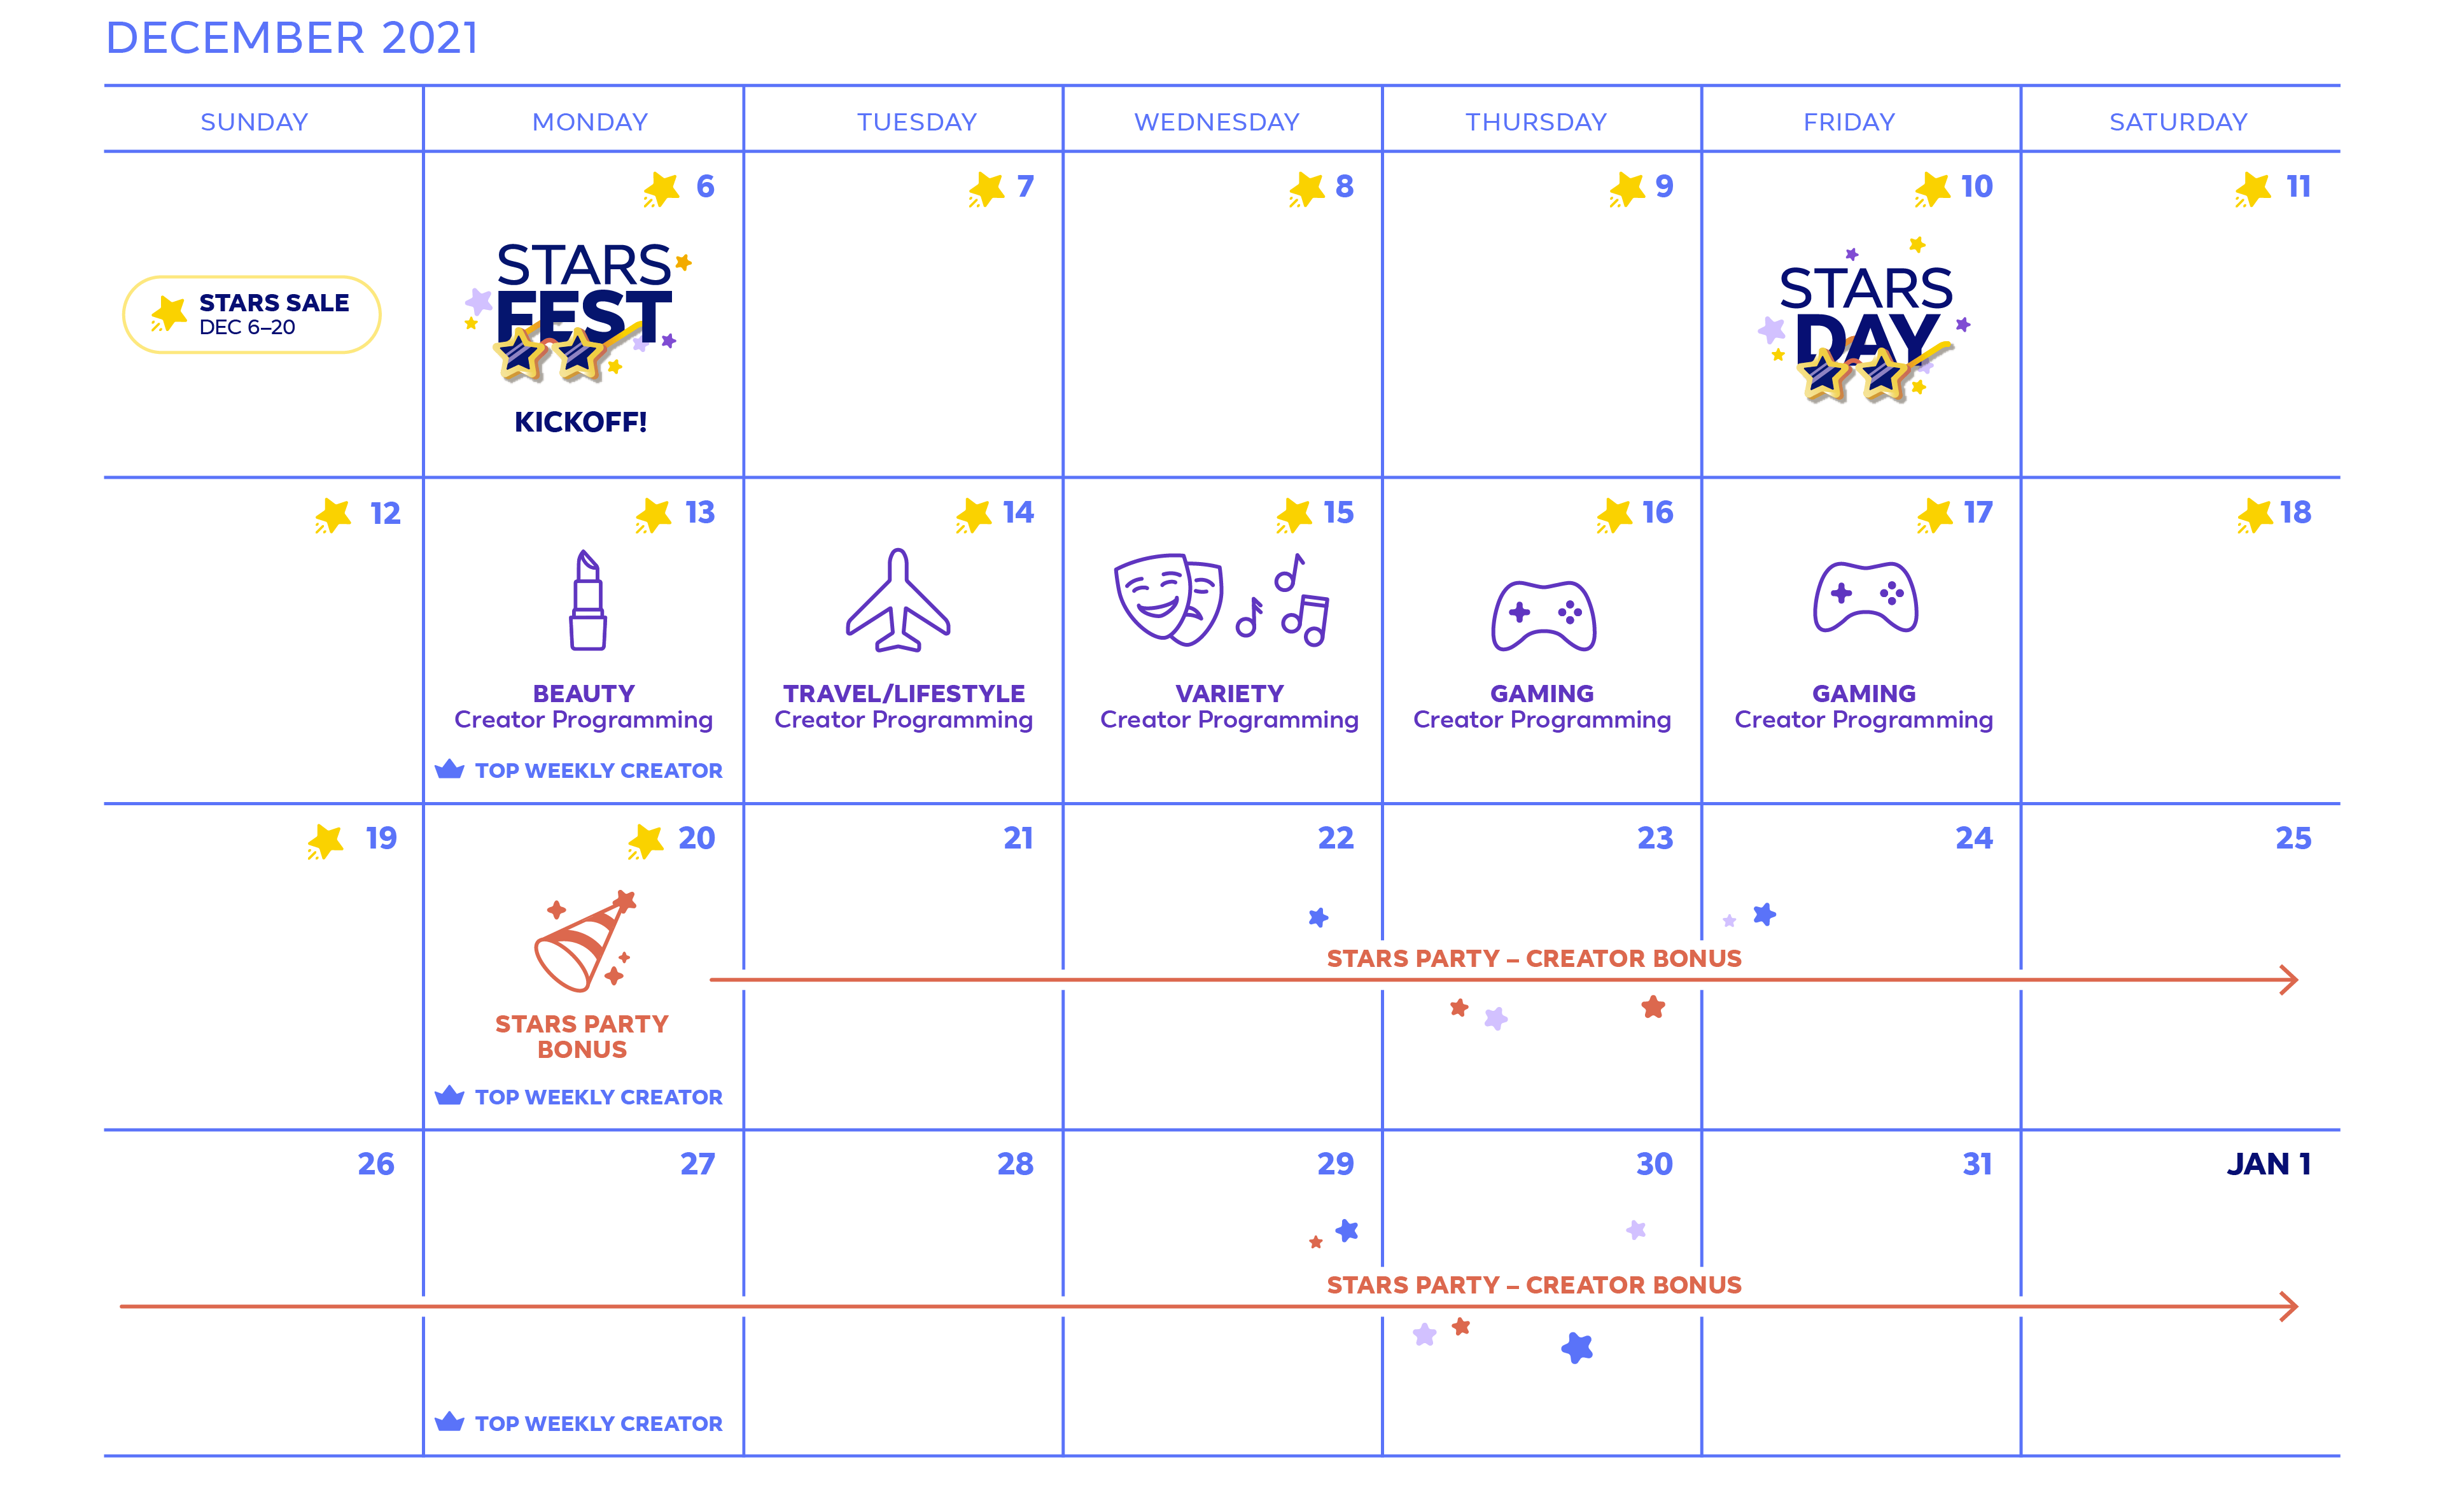 DECEMBER 2021
SUNDAY
MONDAY
TUESDAY
WEDNESDAY
THURSDAY
FRIDAY
SATURDAY
STARS SALE
DEC 6–20
6
STARS
FEST
KICKOFF!
7
8
9
10
STARS
DAY
11
12
13
BEAUTY
Creator Programming
TOP WEEKLY CREATOR
14
TRAVEL/LIFESTYLE
Creator Programming
15
VARIETY
Creator Programming
16
GAMING
Creator Programming
17
GAMING
Creator Programming
18
19
20
STARS PARTY
BONUS
TOP WEEKLY CREATOR
21
22
23
24
25
STARS PARTY – CREATOR BONUS
26
27
28
29
30
31
JAN 1
STARS PARTY – CREATOR BONUS
TOP WEEKLY CREATOR